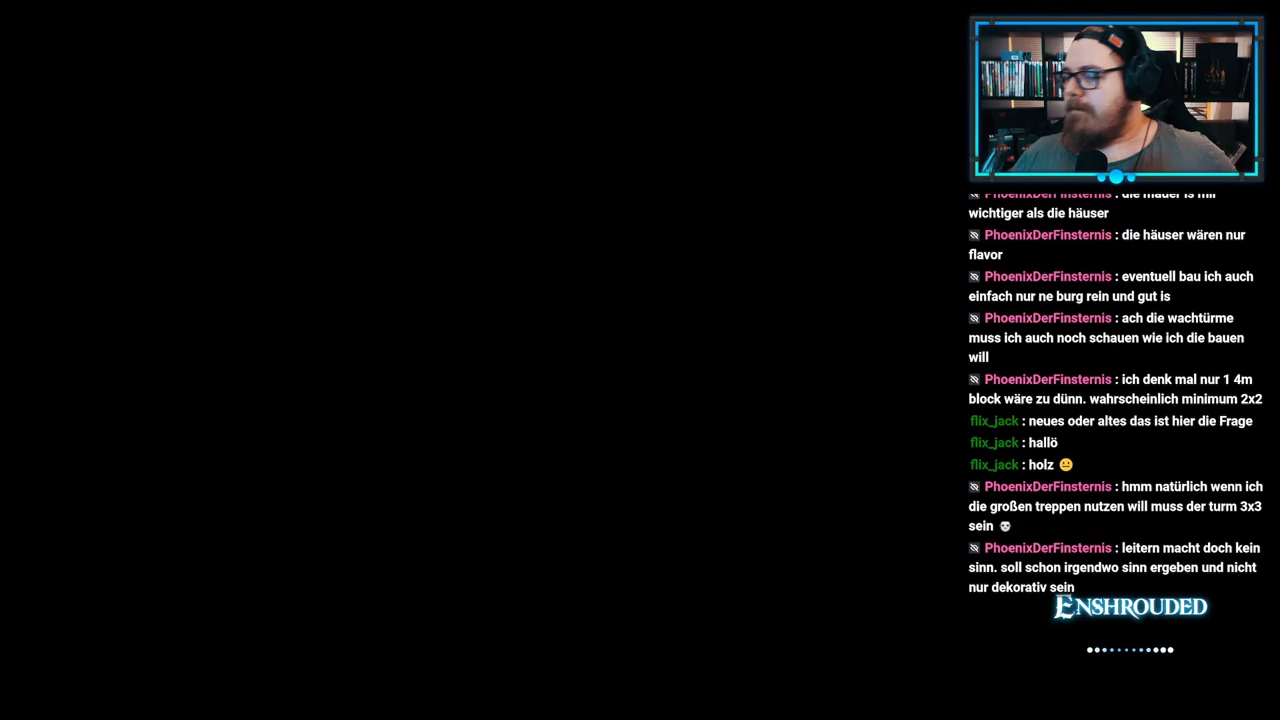 PhoenixDerFinsternis : die mauer is mir
wichtiger als die häuser
PhoenixDerFinsternis : die häuser wären nur
flavor
PhoenixDerFinsternis : eventuell bau ich auch
einfach nur ne burg rein und gut is
PhoenixDerFinsternis : ach die wachtürme
muss ich auch noch schauen wie ich die bauen
will
PhoenixDerFinsternis : ich denk mal nur 1 4m
block wäre zu dünn. wahrscheinlich minimum 2x2
flix_jack : neues oder altes das ist hier die Frage
flix_jack : hallö
flix_jack : holz 😐
PhoenixDerFinsternis : hmm natürlich wenn ich
die großen treppen nutzen will muss der turm 3x3
sein 💀
PhoenixDerFinsternis : leitern macht doch kein
sinn. soll schon irgendwo sinn ergeben und nicht
nur dekorativ sein
ENSHROUDED